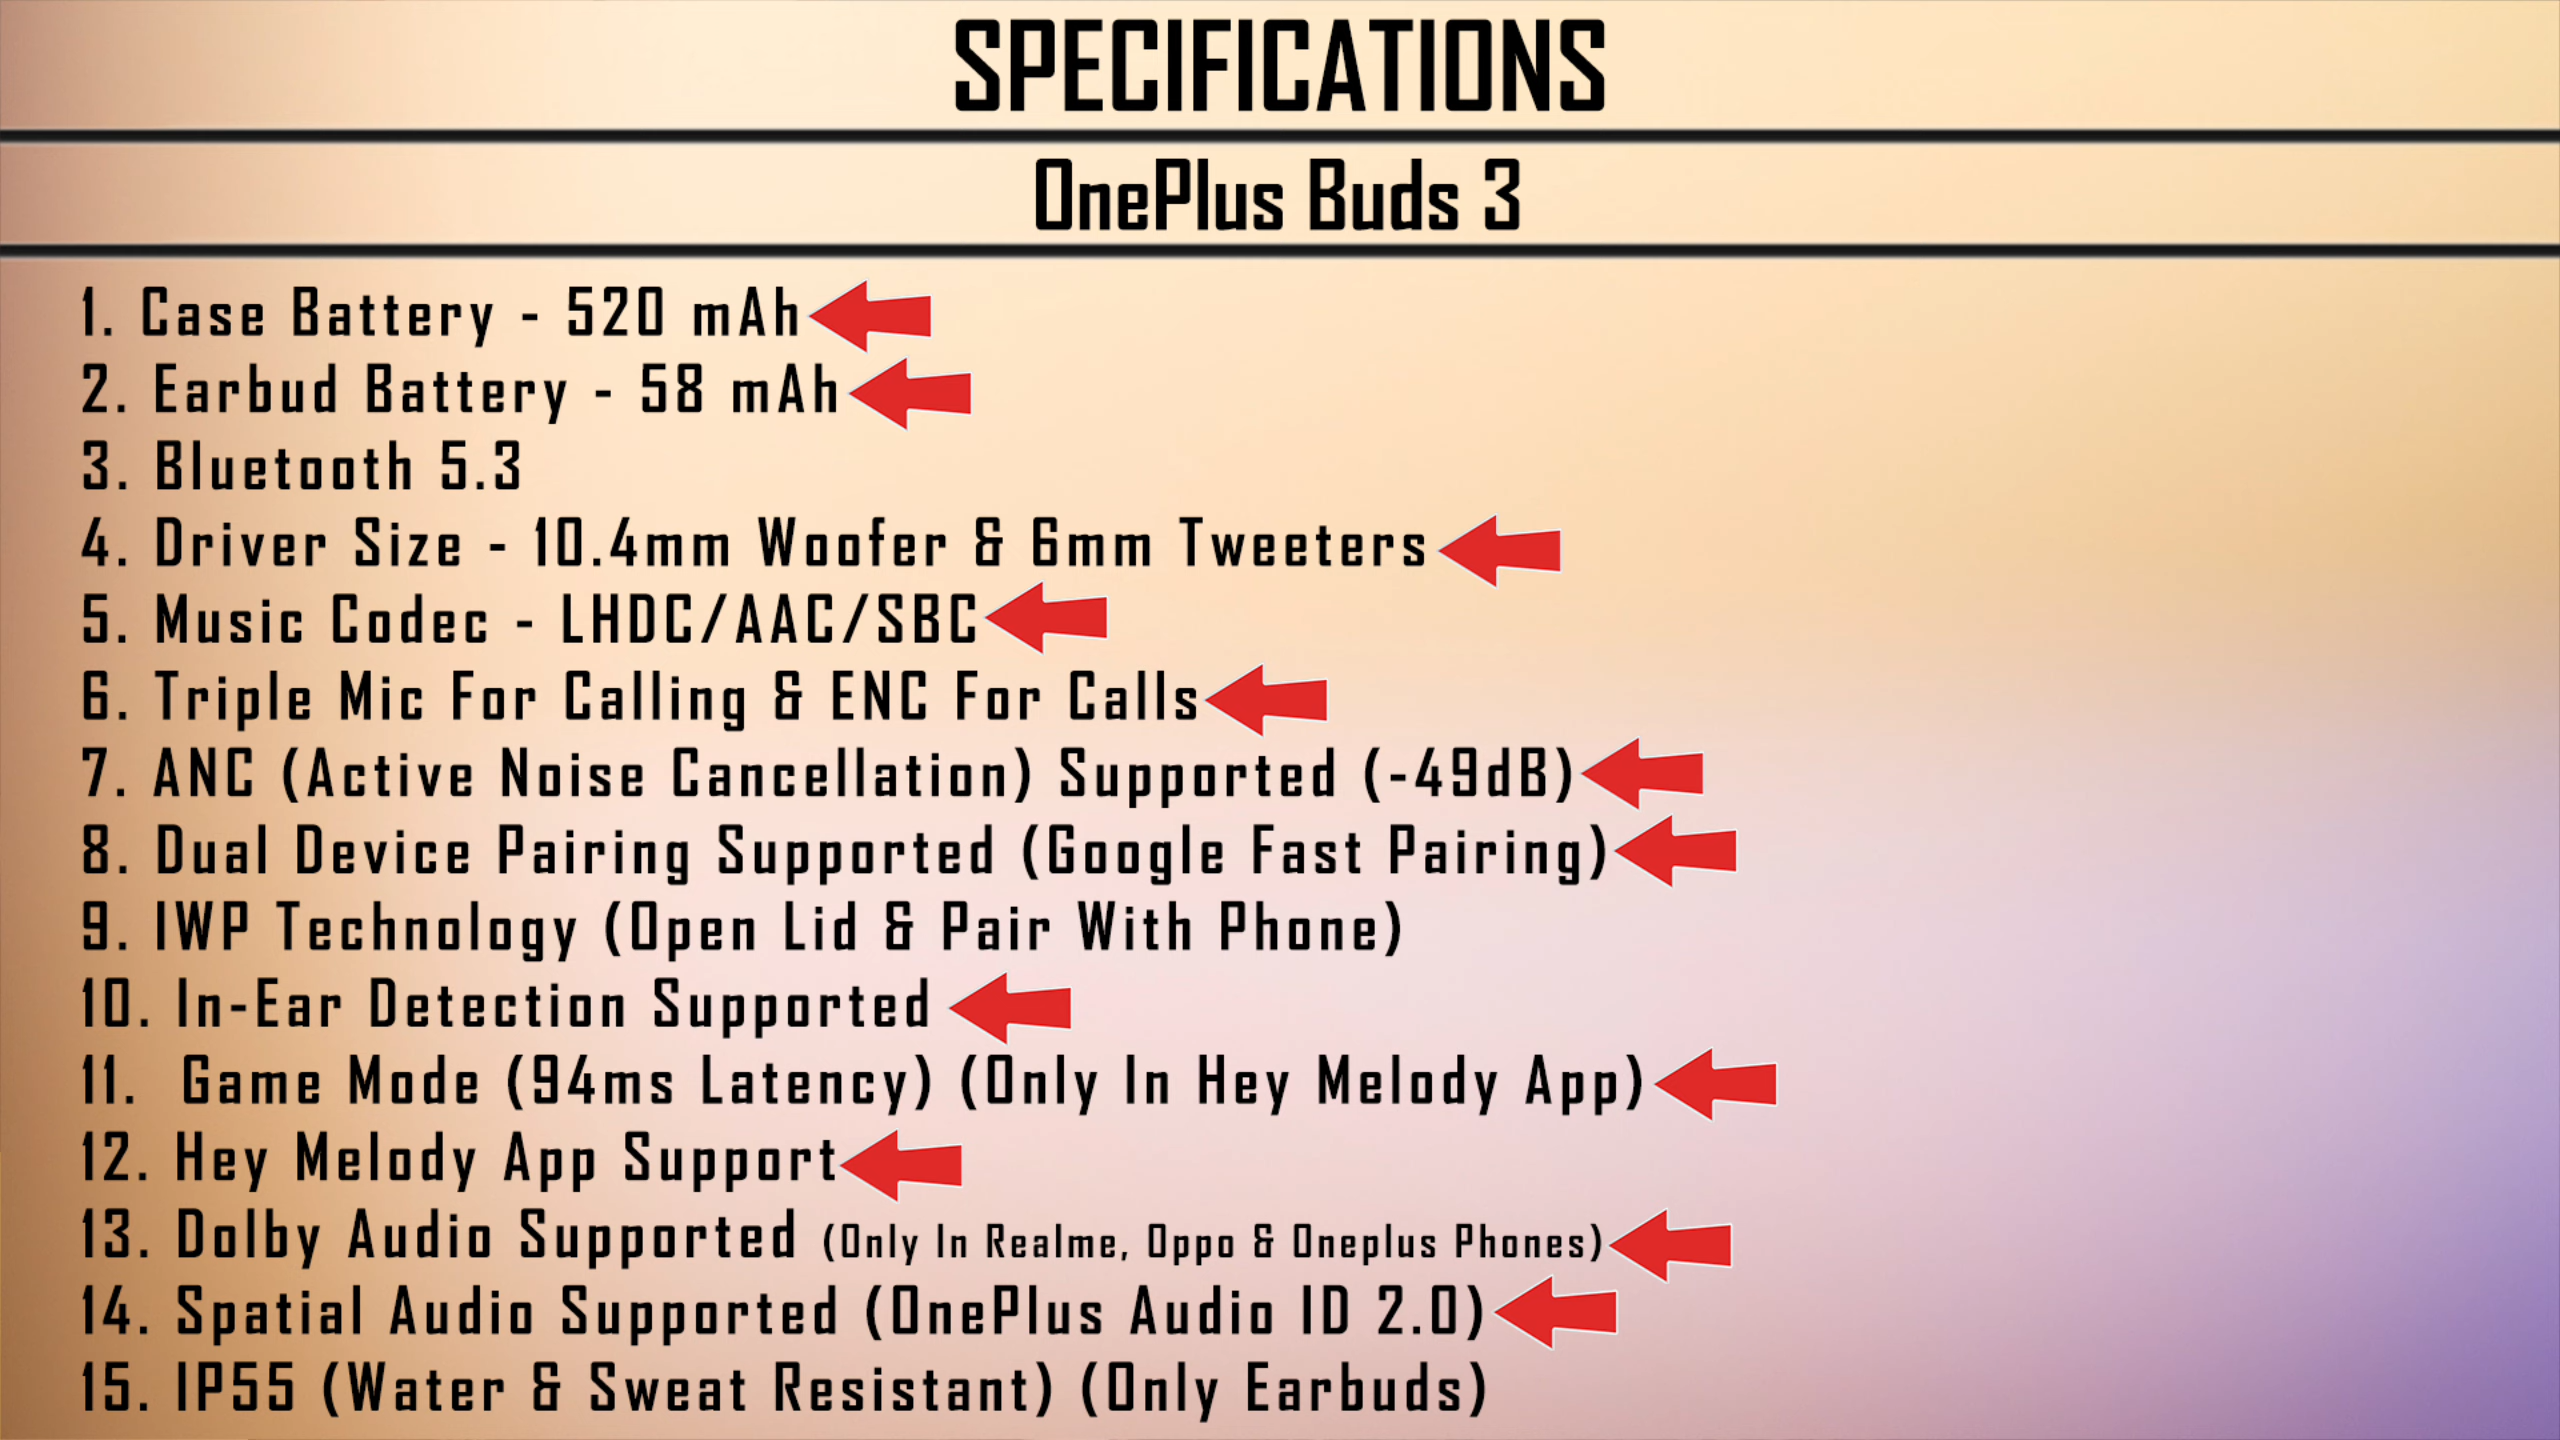 SPECIFICATIONS
OnePlus Buds 3
1. Case Battery - 520 mAh
2. Earbud Battery - 58 mAh
3. Bluetooth 5.3
4. Driver Size - 10.4mm Woofer & 6mm Tweeters
5. Music Codec - LHDC/AAC/SBC
6. Triple Mic For Calling & ENC For Calls
7. ANC (Active Noise Cancellation) Supported (-49dB)
8. Dual Device Pairing Supported (Google Fast Pairing)
9. IWP Technology (Open Lid & Pair With Phone)
10. In-Ear Detection Supported
11. Game Mode (94ms Latency) (Only In Hey Melody App)
12. Hey Melody App Support
13. Dolby Audio Supported (Only In Realme, Oppo & Oneplus Phones)
14. Spatial Audio Supported (OnePlus Audio ID 2.0)
15. IP55 (Water & Sweat Resistant) (Only Earbuds)